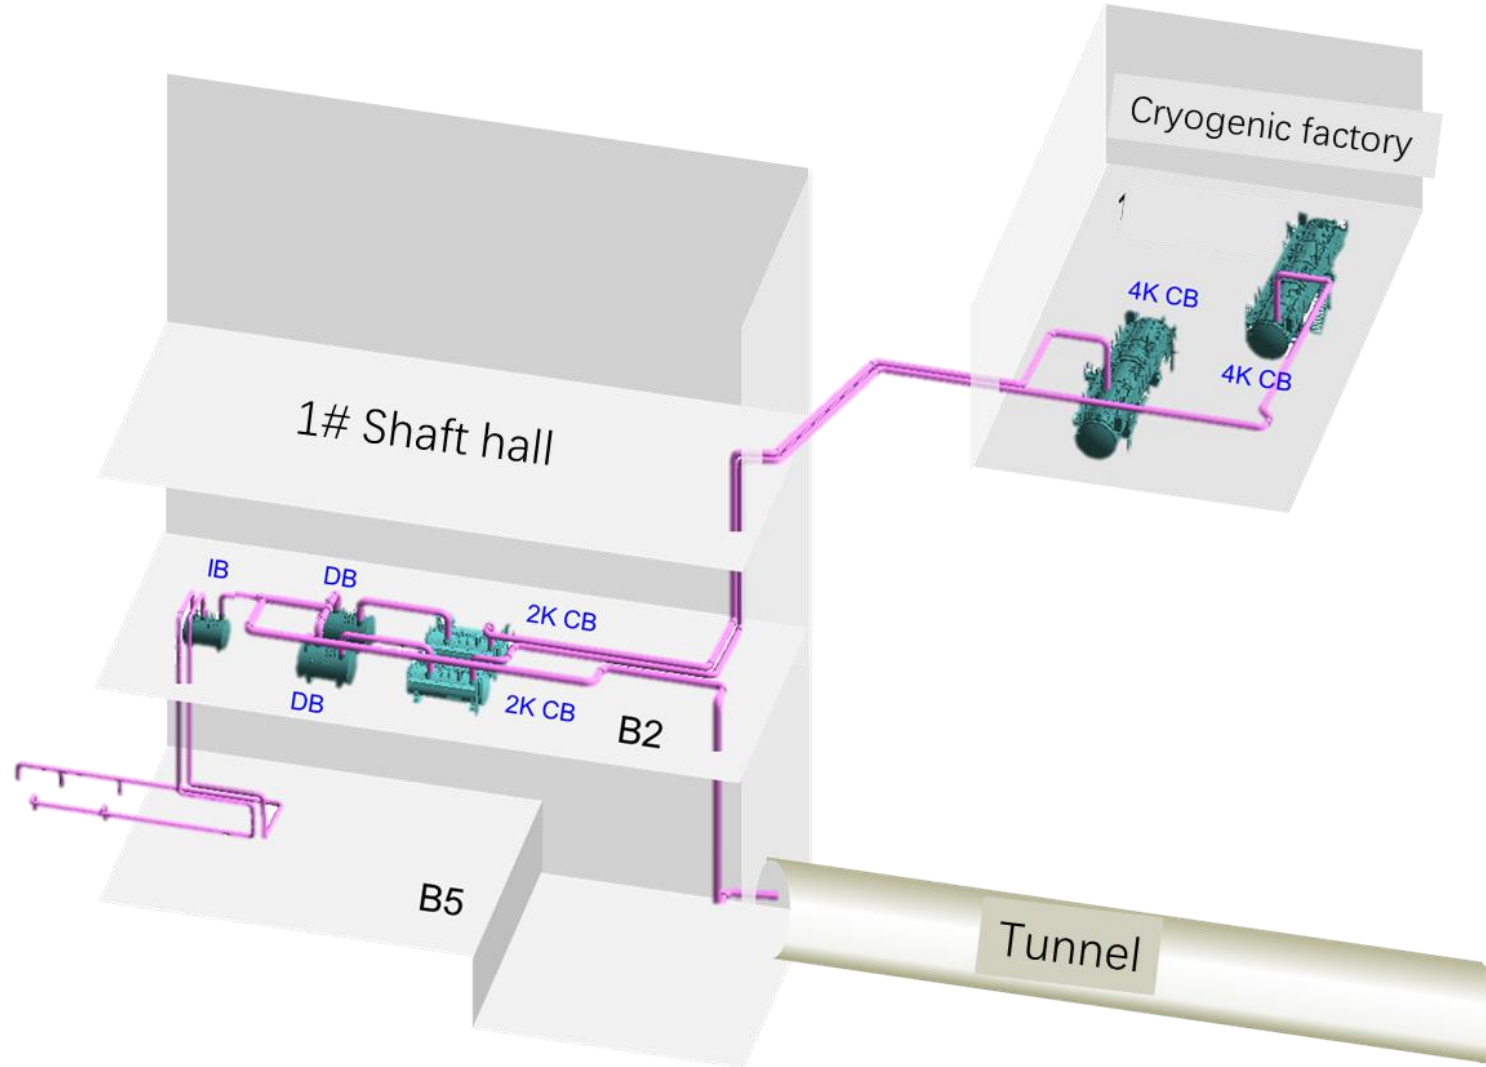 Cryogenic factory
4K CB
4K CB
1# Shaft hall
IB
DB
2K CB
DB
2K CB
B2
B5
Tunnel